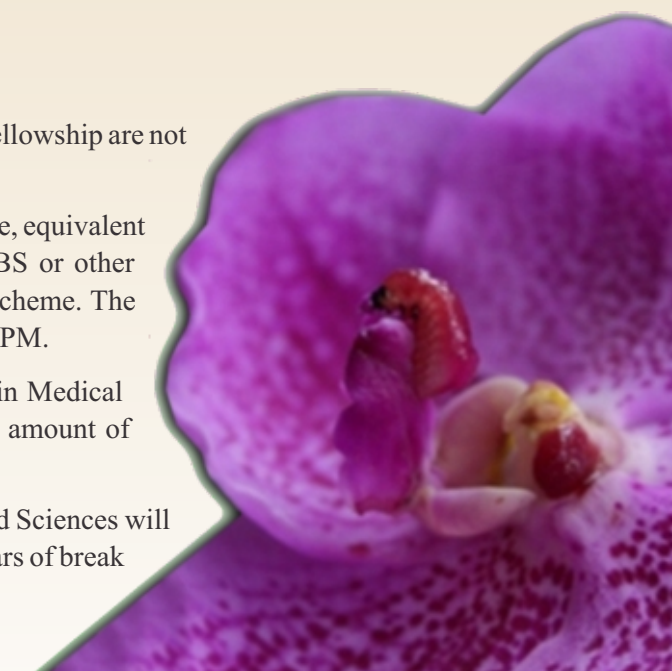 ellowship are not
e, equivalent
BS or other
cheme. The
PM.
in Medical
amount of
d Sciences will
ars of break